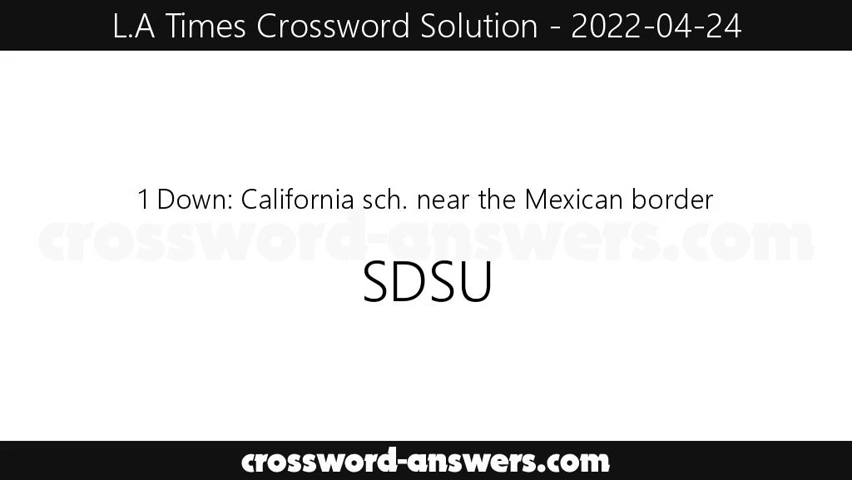 L.A Times Crossword Solution - 2022-04-24
1 Down: California sch. near the Mexican border
crossword-answers.com
SDSU
crossword-answers.com